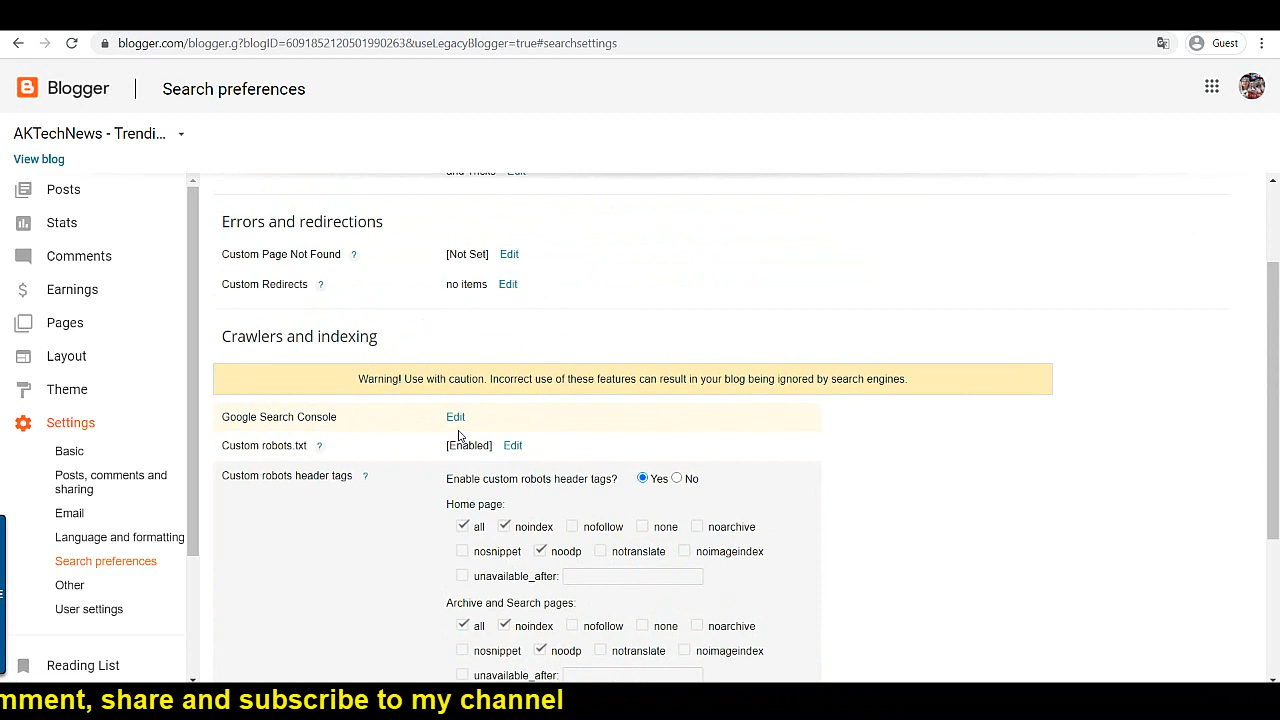 blogger.com/blogger.g?blogID=6091852120501990263&useLegacyBlogger=true#searchsettings
Guest
Blogger
Search preferences
AKTechNews - Trendi...
View blog
Posts
Stats
Comments
Earnings
Pages
Layout
Theme
Settings
Basic
Posts, comments and
sharing
Email
Language and formatting
Search preferences
Other
User settings
Reading List
and Tricks Edit
Errors and redirections
Custom Page Not Found ? [Not Set] Edit
Custom Redirects ? no items Edit
Crawlers and indexing
Warning! Use with caution. Incorrect use of these features can result in your blog being ignored by search engines.
Google Search Console Edit
Custom robots.txt ? [Enabled] Edit
Custom robots header tags ? Enable custom robots header tags? Yes No
Home page:
all noindex nofollow none noarchive
nosnippet noodp notranslate noimageindex
unavailable_after:
Archive and Search pages:
all noindex nofollow none noarchive
nosnippet noodp notranslate noimageindex
unavailable_after:
mment, share and subscribe to my channel